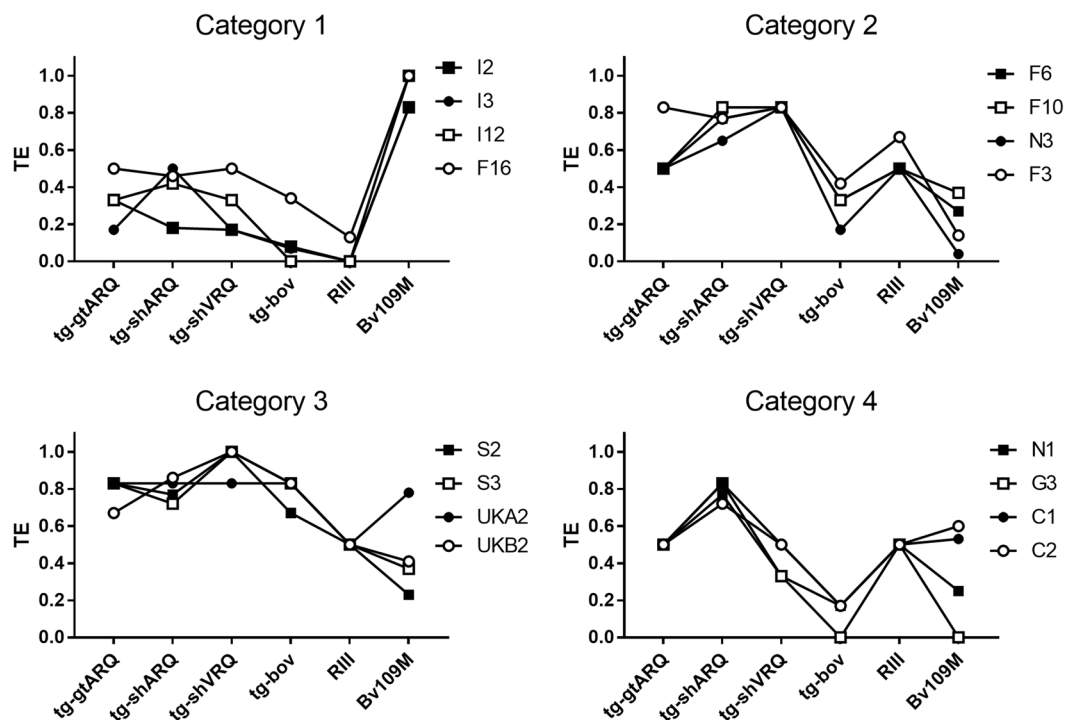 Category 1
TE
1.0
0.8
0.6
0.4
0.2
0.0
tg-gtARQ
tg-shARQ
tg-shVRQ
tg-bov
RIII
Bv109M
I2
I3
I12
F16
Category 2
TE
1.0
0.8
0.6
0.4
0.2
0.0
tg-gtARQ
tg-shARQ
tg-shVRQ
tg-bov
RIII
Bv109M
F6
F10
N3
F3
Category 3
TE
1.0
0.8
0.6
0.4
0.2
0.0
tg-gtARQ
tg-shARQ
tg-shVRQ
tg-bov
RIII
Bv109M
S2
S3
UKA2
UKB2
Category 4
TE
1.0
0.8
0.6
0.4
0.2
0.0
tg-gtARQ
tg-shARQ
tg-shVRQ
tg-bov
RIII
Bv109M
N1
G3
C1
C2